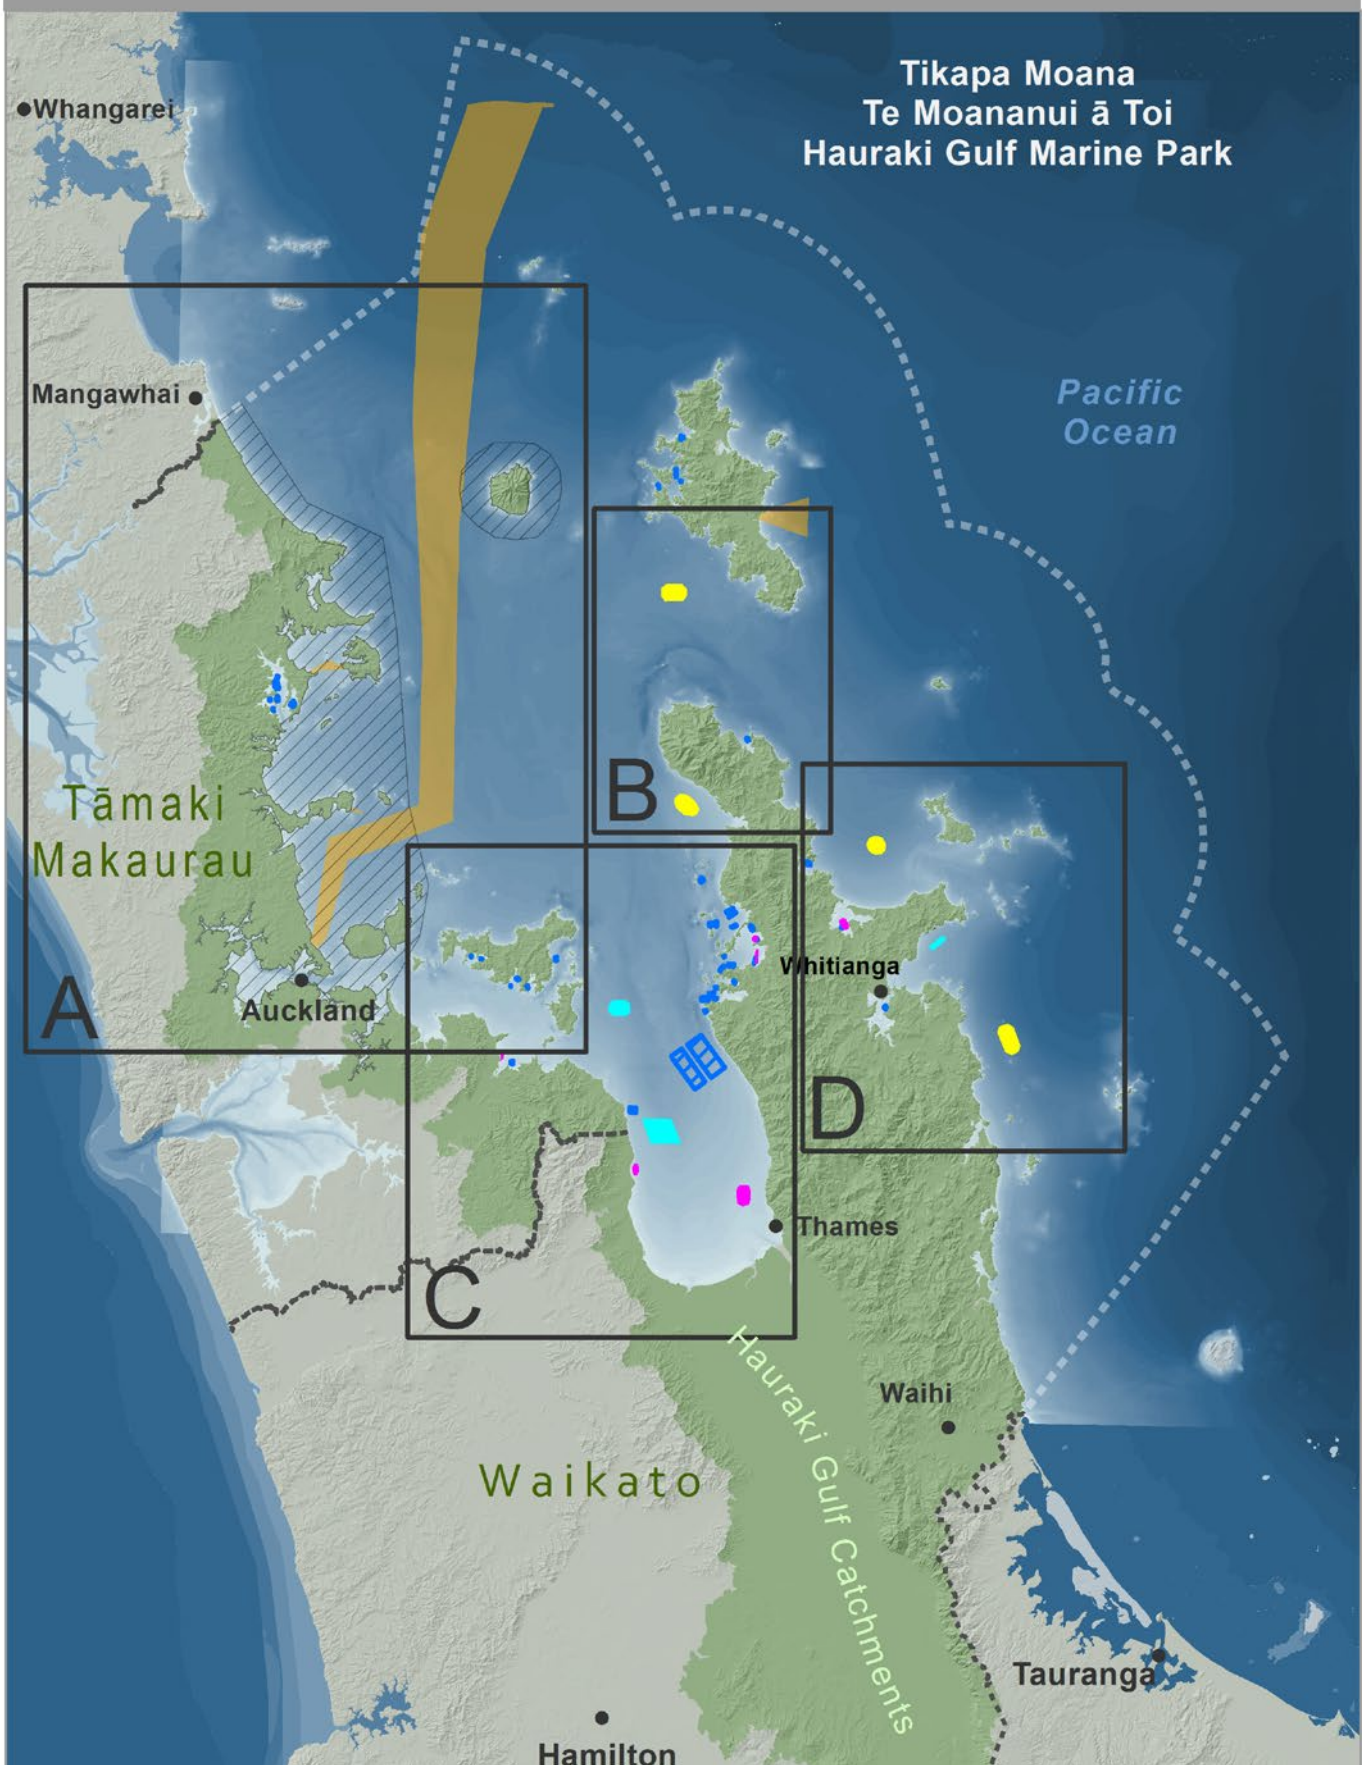 Tikapa Moana
Te Moananui ā Toi
Hauraki Gulf Marine Park
Whangarei
Mangawhai
Pacific
Ocean
Tāmaki
Makaurau
B
A
Auckland
Whitianga
D
Thames
C
Hauraki Gulf Catchments
Waihi
Waikato
Tauranga
Hamilton